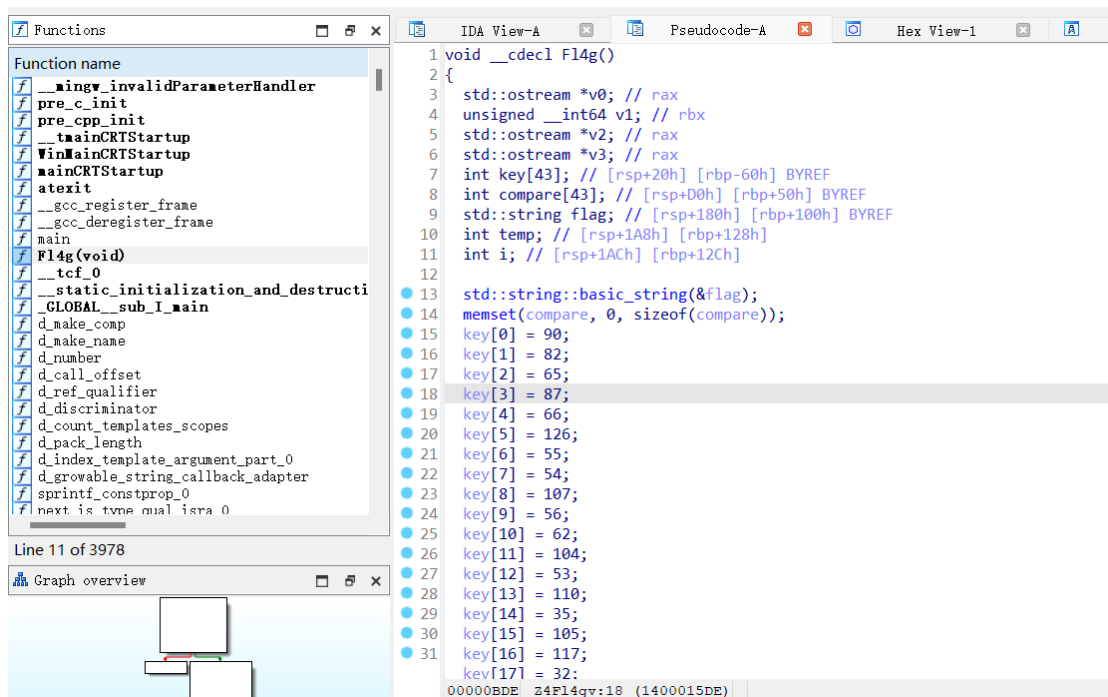 Functions
Function name
__mingw_invalidParameterHandler
pre_c_init
pre_cpp_init
__tmainCRTStartup
WinMainCRTStartup
mainCRTStartup
atexit
__gcc_register_frame
__gcc_deregister_frame
main
Fl4g(void)
__tcf_0
__static_initialization_and_destructi
_GLOBAL__sub_I_main
d_make_comp
d_make_name
d_number
d_call_offset
d_ref_qualifier
d_discriminator
d_count_templates_scopes
d_pack_length
d_index_template_argument_part_0
d_growable_string_callback_adapter
sprintf_constprop_0
next_is_type_qual_isra_0
Line 11 of 3978
Graph overview
IDA View-A Pseudocode-A Hex View-1 A
1 void __cdecl Fl4g()
2 {
3 std::ostream *v0; // rax
4 unsigned __int64 v1; // rbx
5 std::ostream *v2; // rax
6 std::ostream *v3; // rax
7 int key[43]; // [rsp+20h] [rbp-60h] BYREF
8 int compare[43]; // [rsp+D0h] [rbp+50h] BYREF
9 std::string flag; // [rsp+180h] [rbp+100h] BYREF
10 int temp; // [rsp+1A8h] [rbp+128h]
11 int i; // [rsp+1ACh] [rbp+12Ch]
12
13 std::string::basic_string(&flag);
14 memset(compare, 0, sizeof(compare));
15 key[0] = 90;
16 key[1] = 82;
17 key[2] = 65;
18 key[3] = 87;
19 key[4] = 66;
20 key[5] = 126;
21 key[6] = 55;
22 key[7] = 54;
23 key[8] = 107;
24 key[9] = 56;
25 key[10] = 62;
26 key[11] = 104;
27 key[12] = 53;
28 key[13] = 110;
29 key[14] = 35;
30 key[15] = 105;
31 key[16] = 117;
key[17] = 32;
00000BDE _Z4Fl4gv:18 (1400015DE)